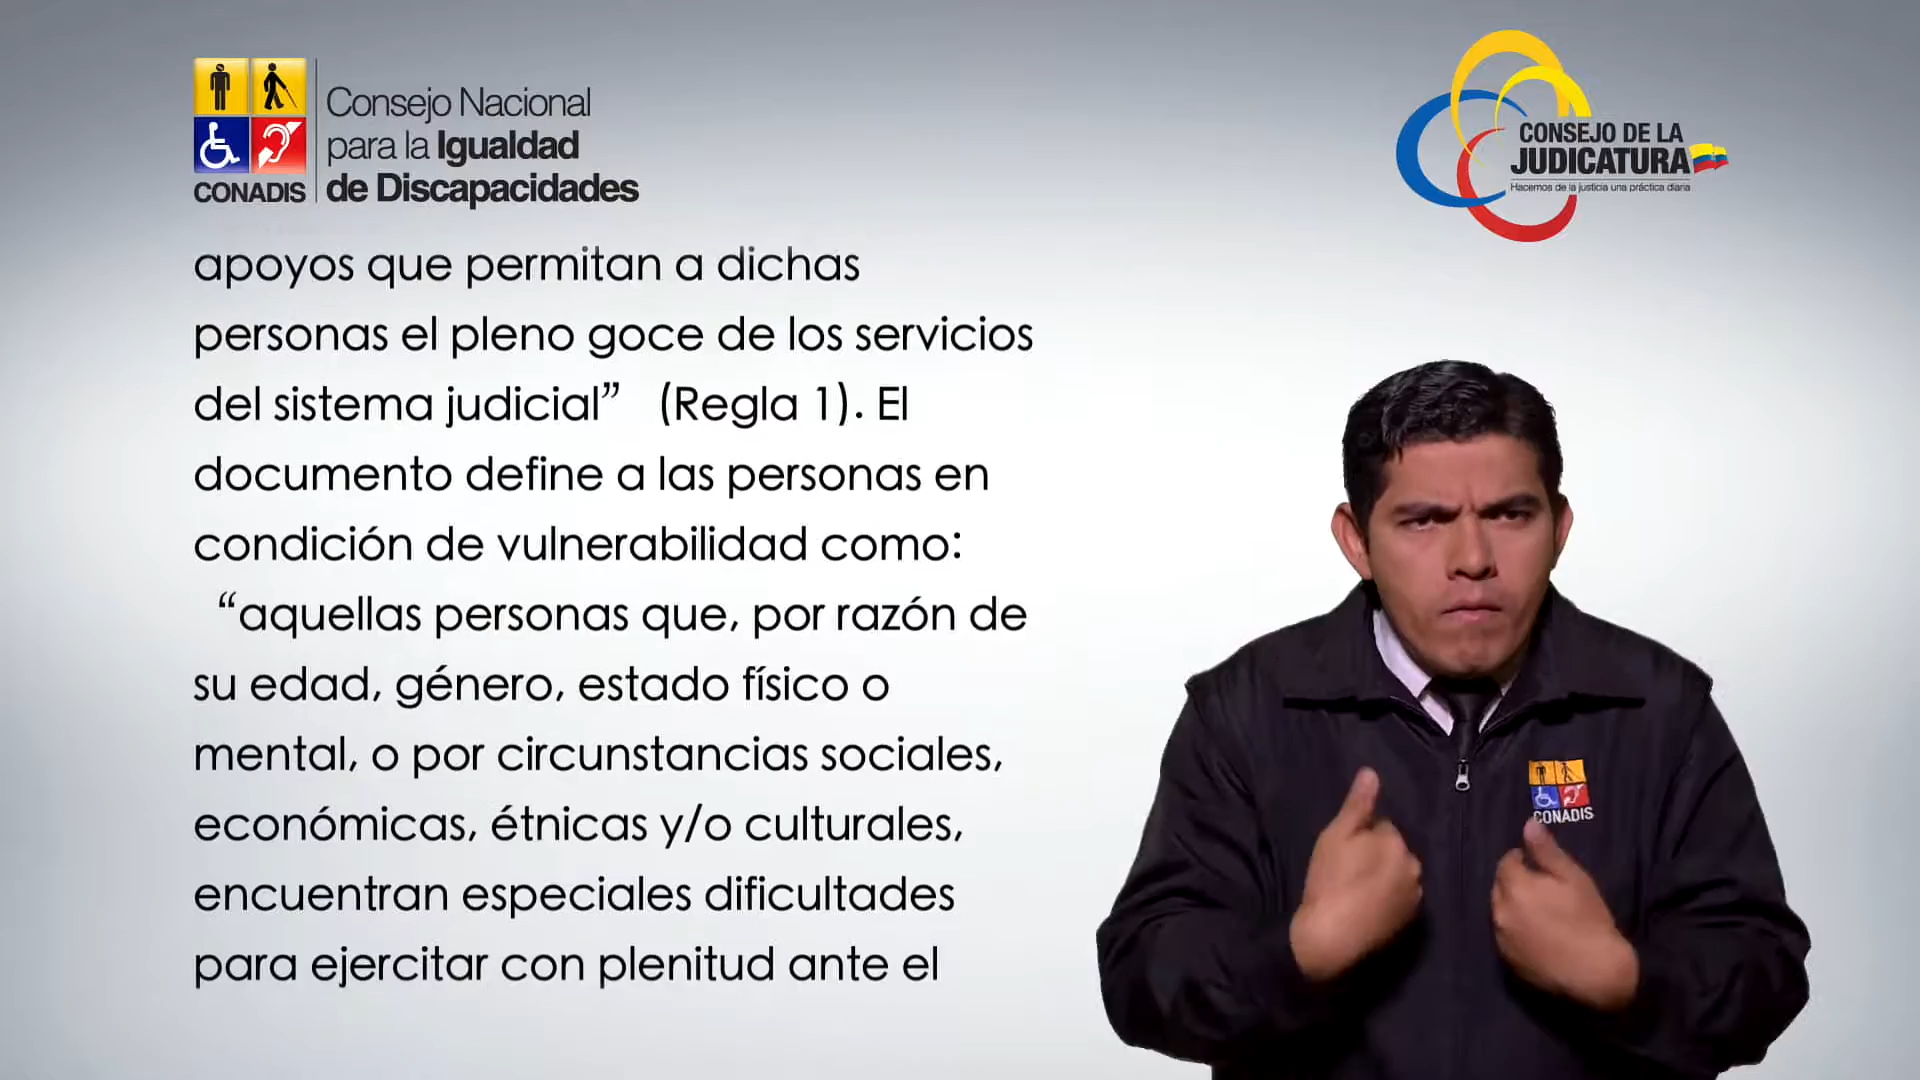 Consejo Nacional
para la Igualdad
de Discapacidades
CONADIS
CONSEJO DE LA
JUDICATURA
Hacemos de la justicia una práctica diaria
apoyos que permitan a dichas
personas el pleno goce de los servicios
del sistema judicial” (Regla 1). El
documento define a las personas en
condición de vulnerabilidad como:
“aquellas personas que, por razón de
su edad, género, estado físico o
mental, o por circunstancias sociales,
económicas, étnicas y/o culturales,
encuentran especiales dificultades
para ejercitar con plenitud ante el
CONADIS